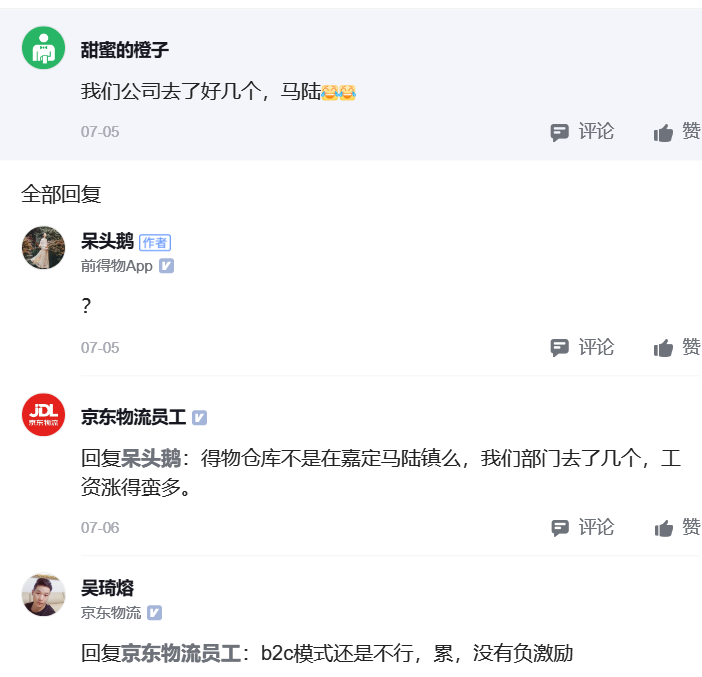 甜蜜的橙子
我们公司去了好几个，马陆😂😂
07-05
评论
赞
全部回复
呆头鹅 作者
前得物App
?
07-05
评论
赞
JDL
京东物流
京东物流员工
回复呆头鹅：得物仓库不是在嘉定马陆镇么，我们部门去了几个，工
资涨得蛮多。
07-06
评论
赞
吴琦熔
京东物流
回复京东物流员工：b2c模式还是不行，累，没有负激励